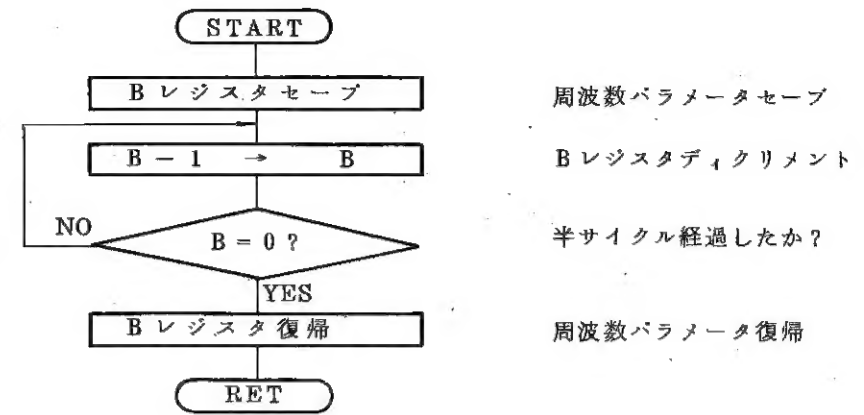 START
Bレジスタセーブ 周波数パラメータセーブ
B－1 → B Bレジスタディクリメント
NO B＝0？ 半サイクル経過したか？
YES
Bレジスタ復帰 周波数パラメータ復帰
RET